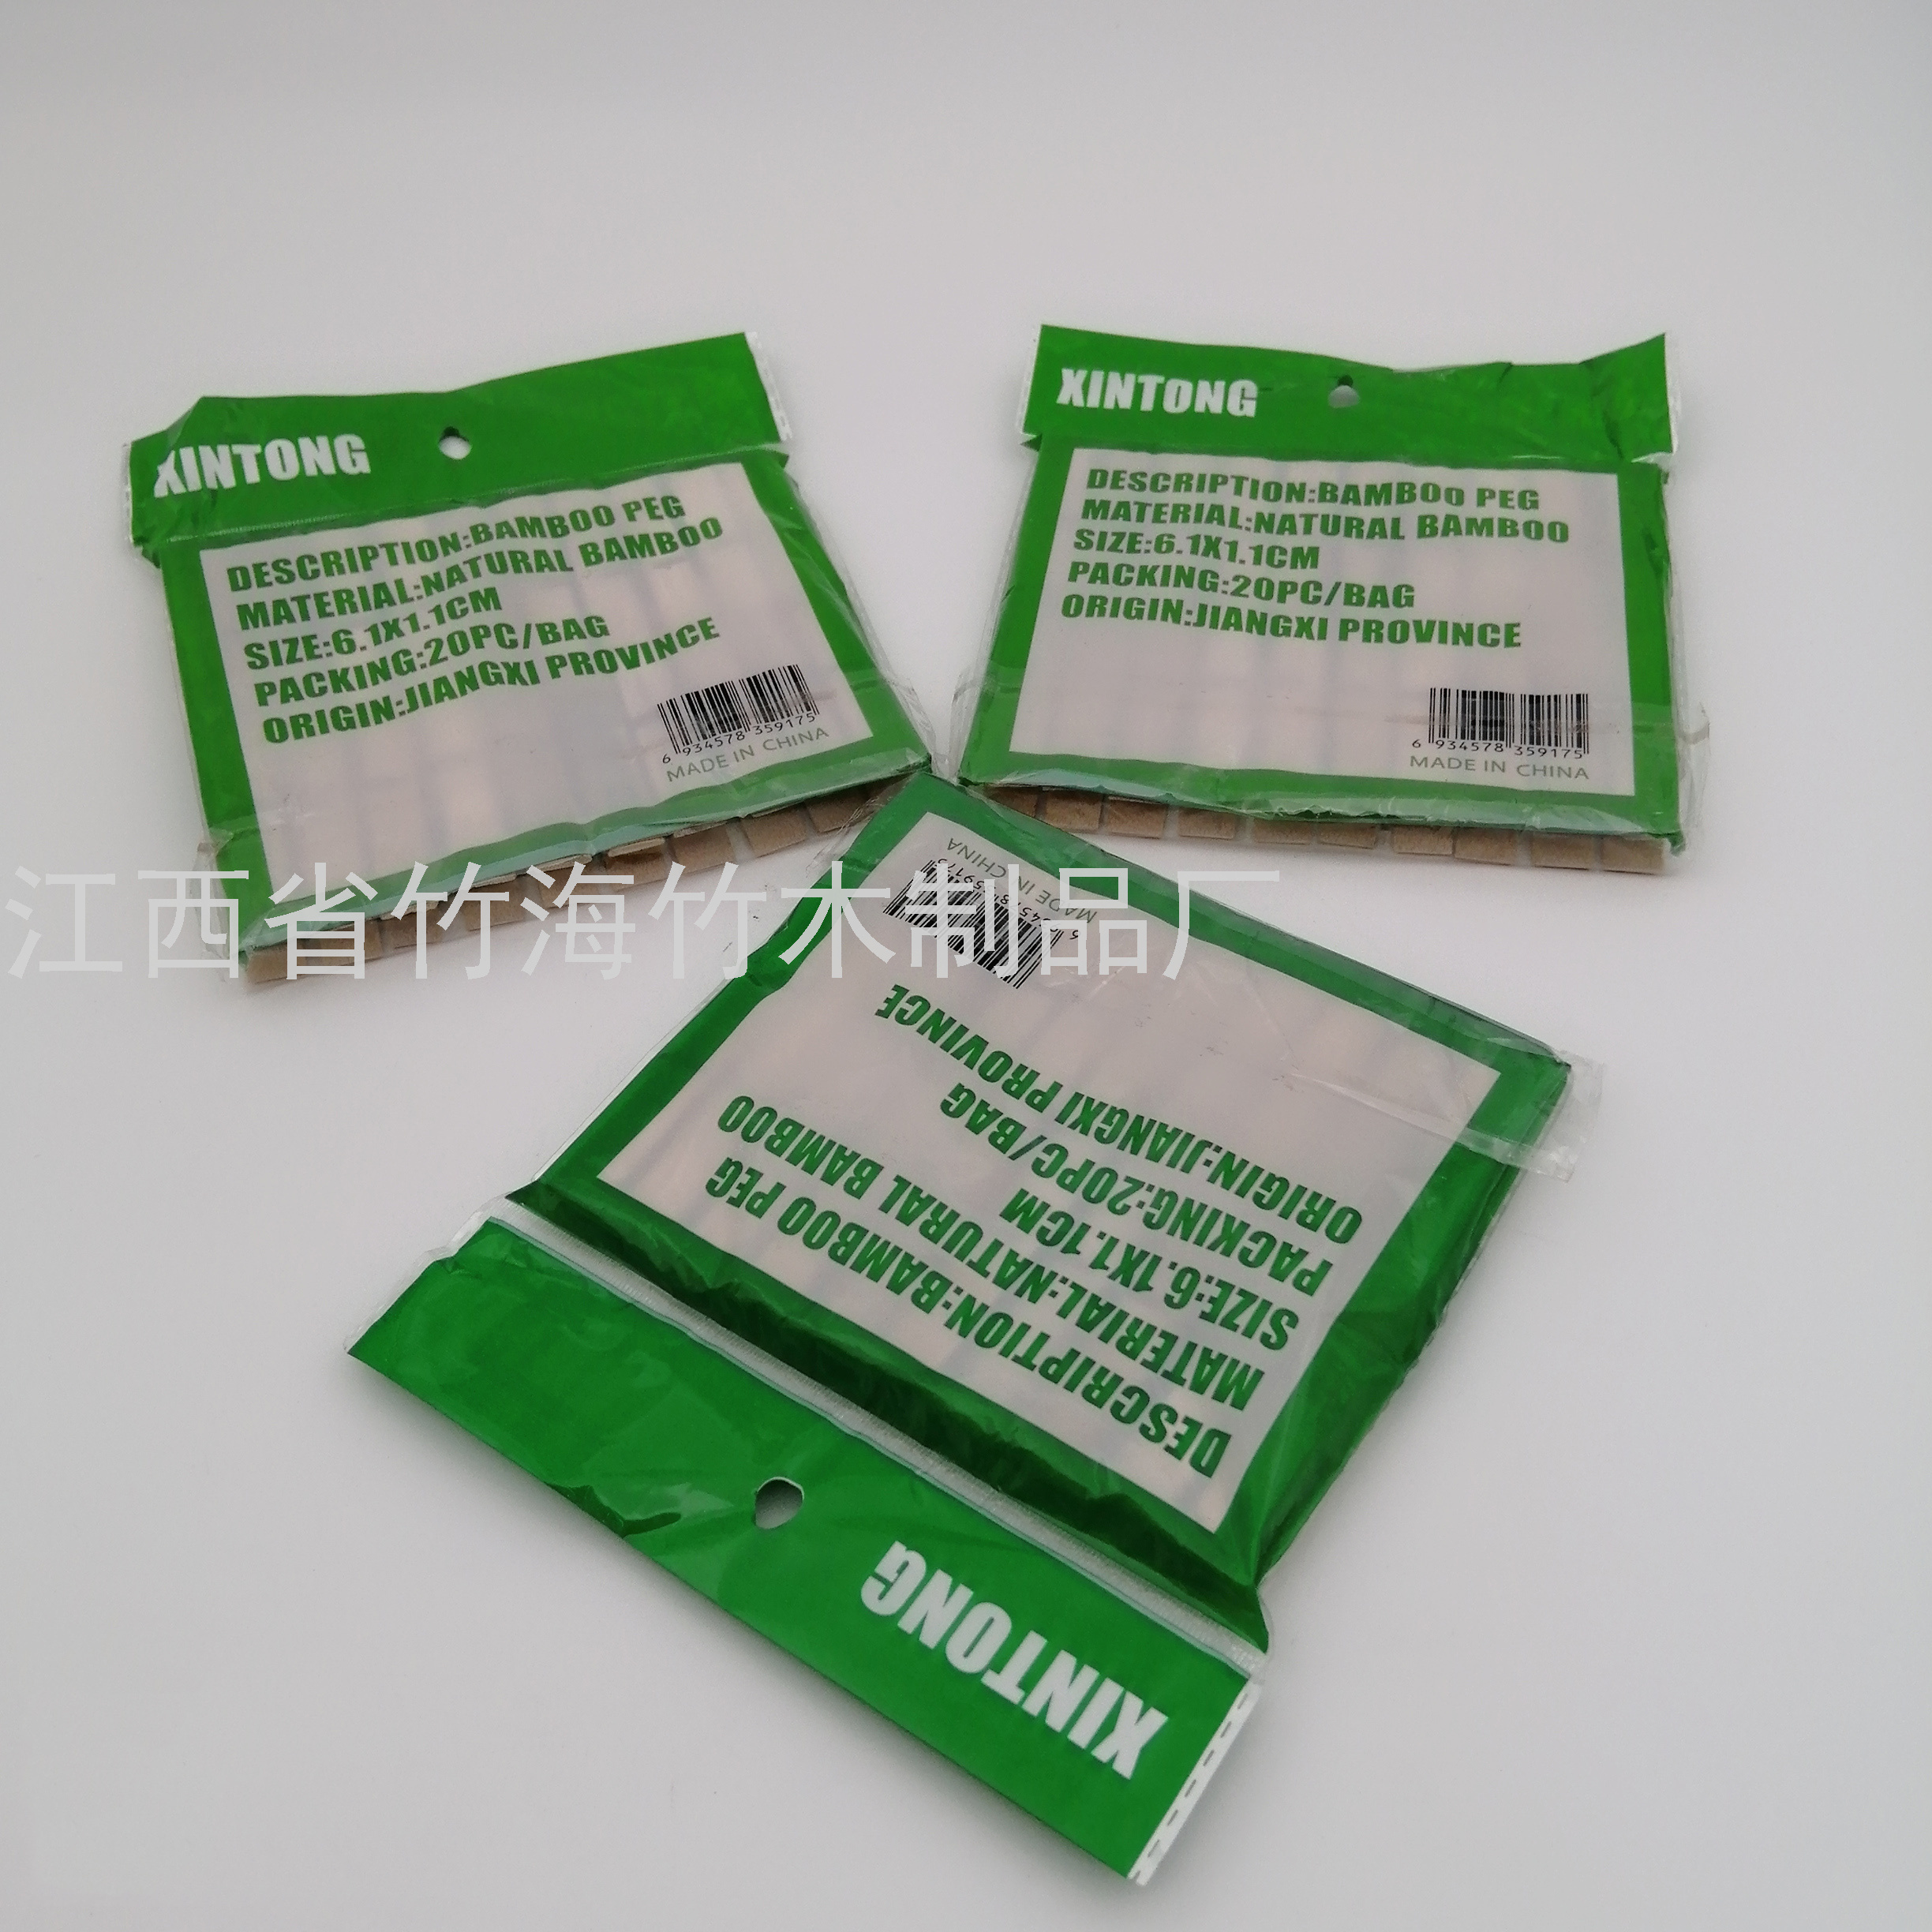 XINTONG
DESCRIPTION:BAMBOO PEG
MATERIAL:NATURAL BAMBOO
SIZE:6.1X1.1CM
PACKING:20PC/BAG
ORIGIN:JIANGXI PROVINCE
6 934578 359175
MADE IN CHINA
XINTONG
DESCRIPTION:BAMBOO PEG
MATERIAL:NATURAL BAMBOO
SIZE:6.1X1.1CM
PACKING:20PC/BAG
ORIGIN:JIANGXI PROVINCE
6 934578 359175
MADE IN CHINA
江西省竹海竹木制品厂
XINTONG
DESCRIPTION:BAMBOO PEG
MATERIAL:NATURAL BAMBOO
SIZE:6.1X1.1CM
PACKING:20PC/BAG
ORIGIN:JIANGXI PROVINCE
MADE IN CHINA